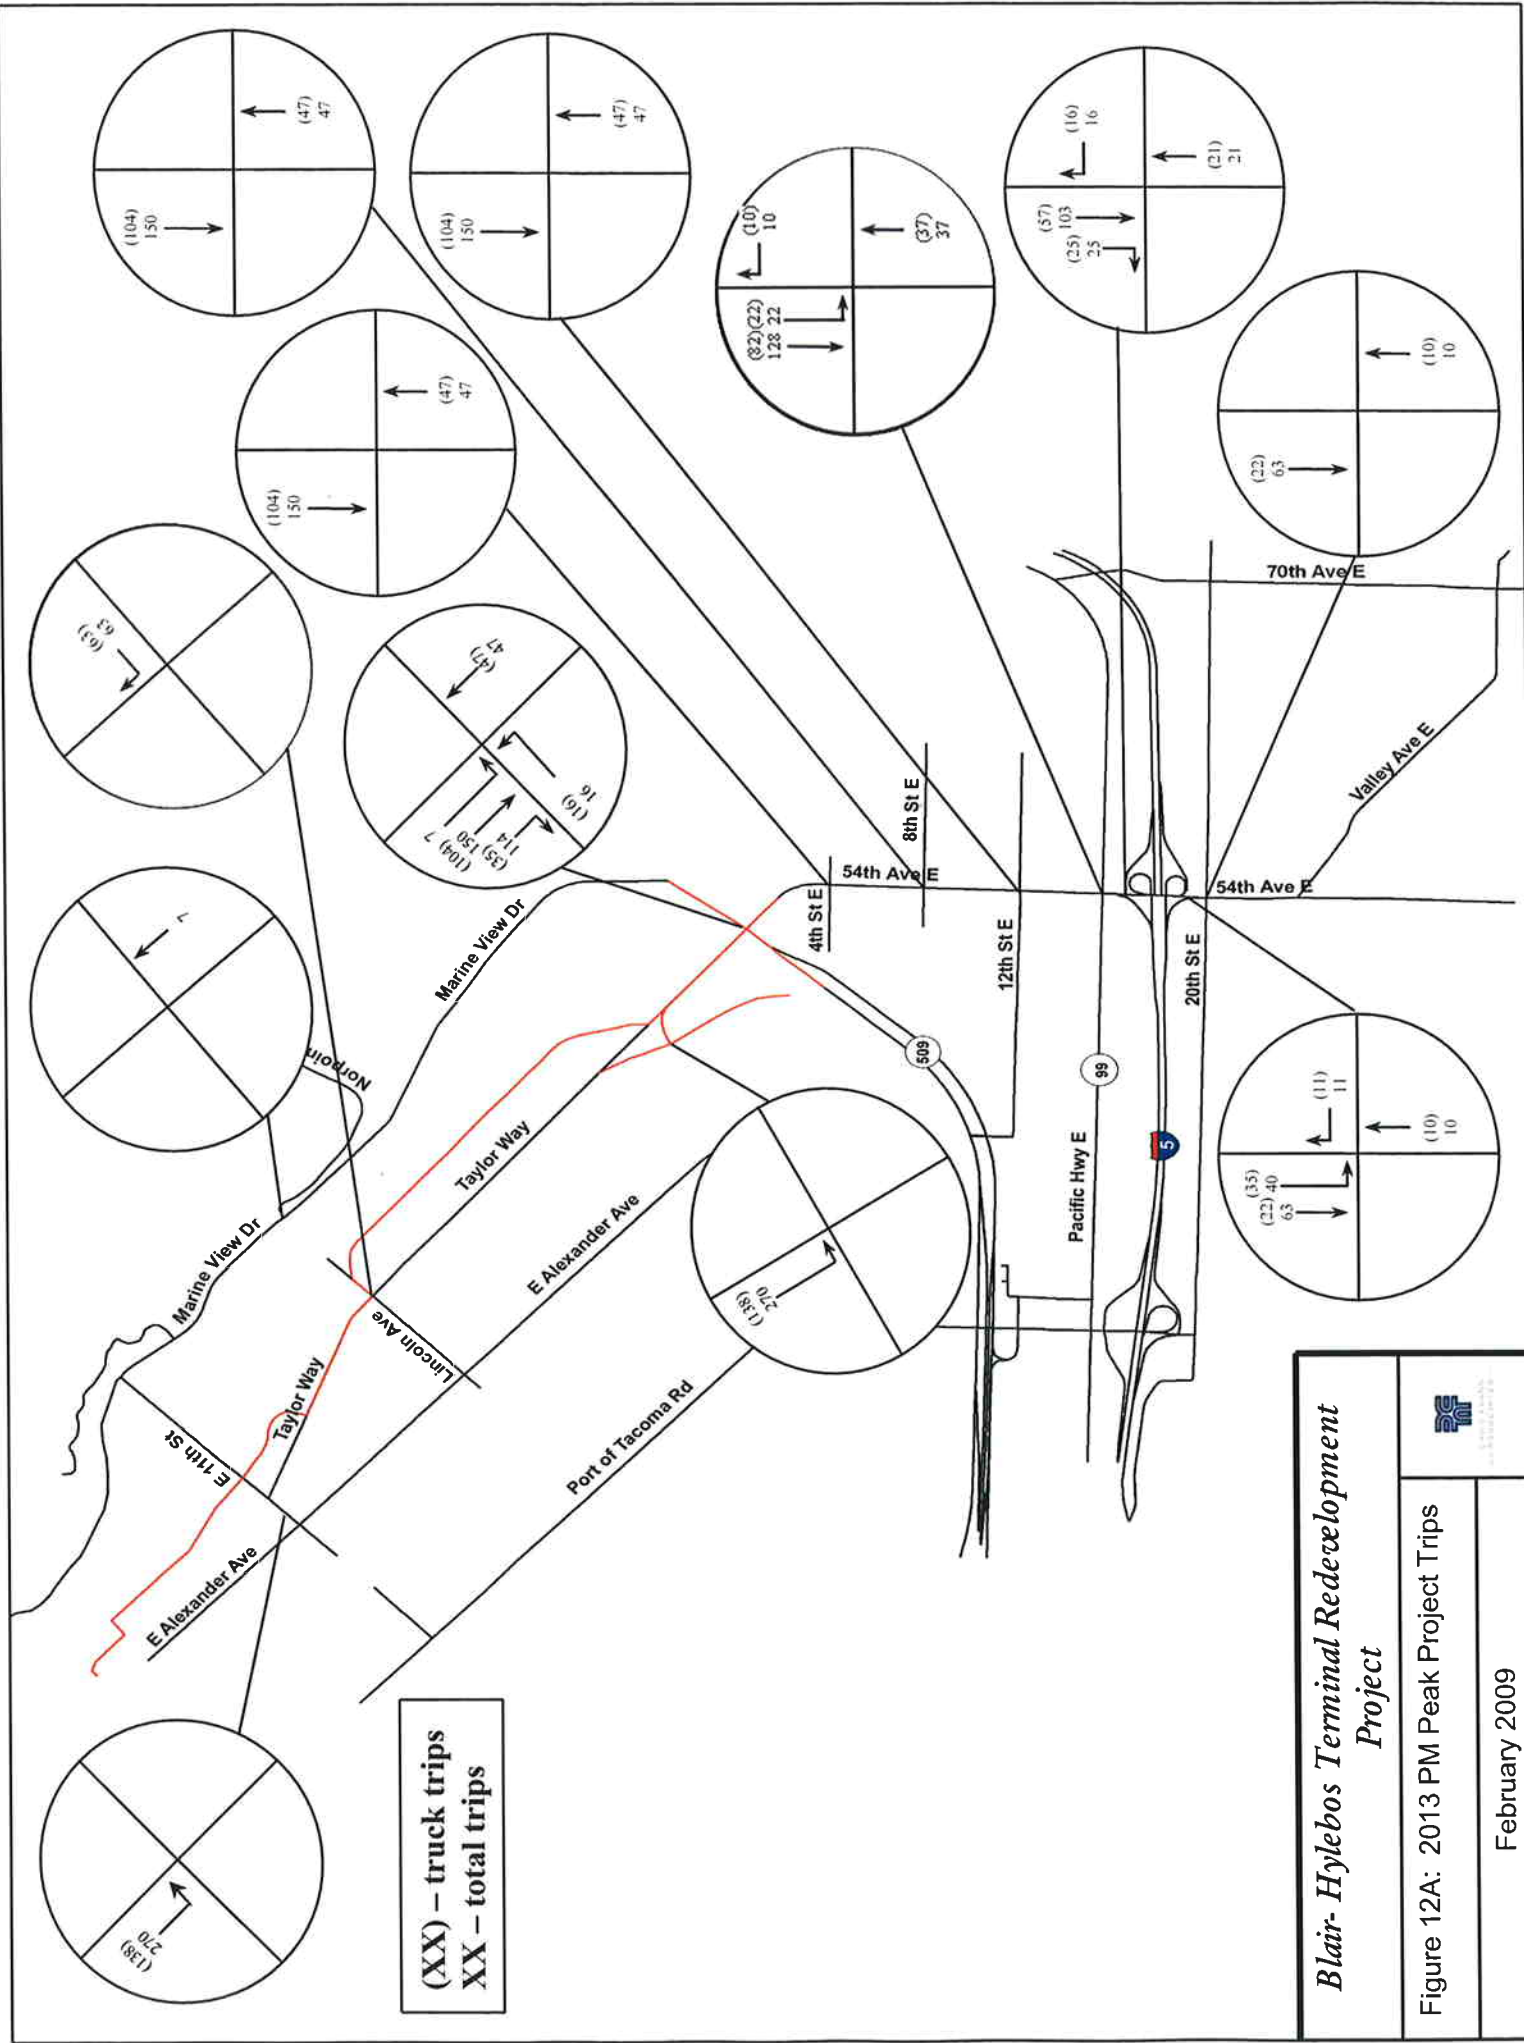 (104)
150
(47)
47
(104)
150
(47)
47
(104)
150
(47)
47
(10)
10
(82)(22)
128 22
(37)
37
(16)
16
(57)
103
(25)
25
(21)
21
(22)
63
(10)
10
(63)
63
(47)
47
(104) 7
(35) 150
114
(16)
16
7
(138)
270
(138)
270
(11)
11
(35)
(22) 40
63
(10)
10
70th Ave E
Valley Ave E
8th St E
54th Ave E
54th Ave E
4th St E
12th St E
20th St E
Marine View Dr
Norpoin
509
99
5
Taylor Way
Pacific Hwy E
E Alexander Ave
Marine View Dr
Lincoln Ave
Taylor Way
Port of Tacoma Rd
E 11th St
E Alexander Ave
(XX) – truck trips
XX – total trips
Blair- Hylebos Terminal Redevelopment
Project
Figure 12A: 2013 PM Peak Project Trips
February 2009